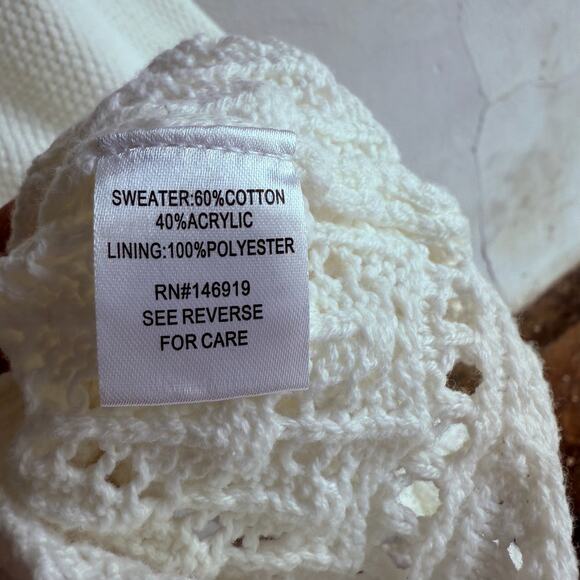 SWEATER:60%COTTON
40%ACRYLIC
LINING:100%POLYESTER
RN#146919
SEE REVERSE
FOR CARE